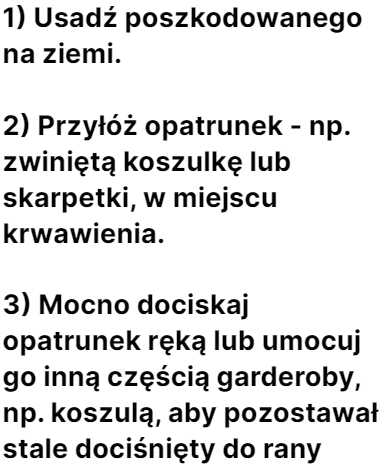 1) Usadź poszkodowanego
na ziemi.
2) Przyłóż opatrunek - np.
zwiniętą koszulkę lub
skarpetki, w miejscu
krwawienia.
3) Mocno dociskaj
opatrunek ręką lub umocuj
go inną częścią garderoby,
np. koszulą, aby pozostawał
stale dociśnięty do rany